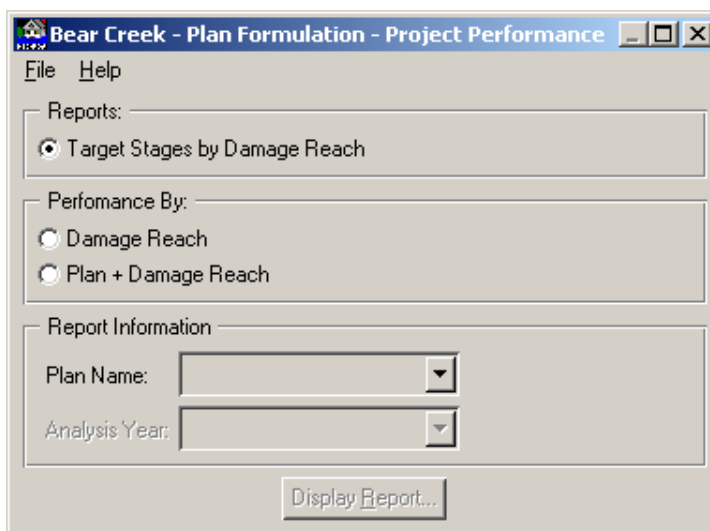 Bear Creek - Plan Formulation - Project Performance
File Help
Reports:
Target Stages by Damage Reach
Perfomance By:
Damage Reach
Plan + Damage Reach
Report Information
Plan Name:
Analysis Year:
Display Report...